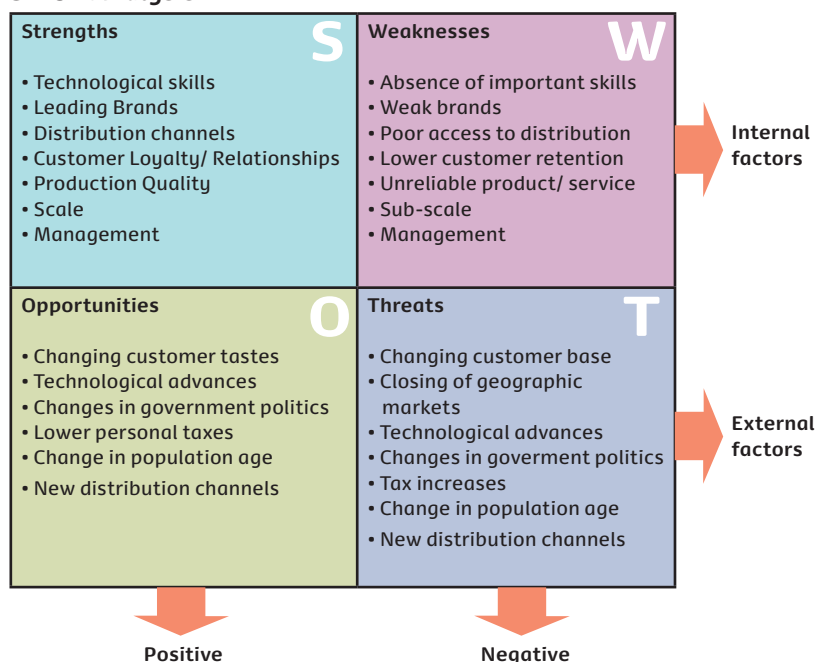 Strengths
S
• Technological skills
• Leading Brands
• Distribution channels
• Customer Loyalty/ Relationships
• Production Quality
• Scale
• Management
Weaknesses
W
• Absence of important skills
• Weak brands
• Poor access to distribution
• Lower customer retention
• Unreliable product/ service
• Sub-scale
• Management
Internal
factors
Opportunities
O
• Changing customer tastes
• Technological advances
• Changes in government politics
• Lower personal taxes
• Change in population age
• New distribution channels
Threats
T
• Changing customer base
• Closing of geographic
markets
• Technological advances
• Changes in goverment politics
• Tax increases
• Change in population age
• New distribution channels
External
factors
Positive
Negative